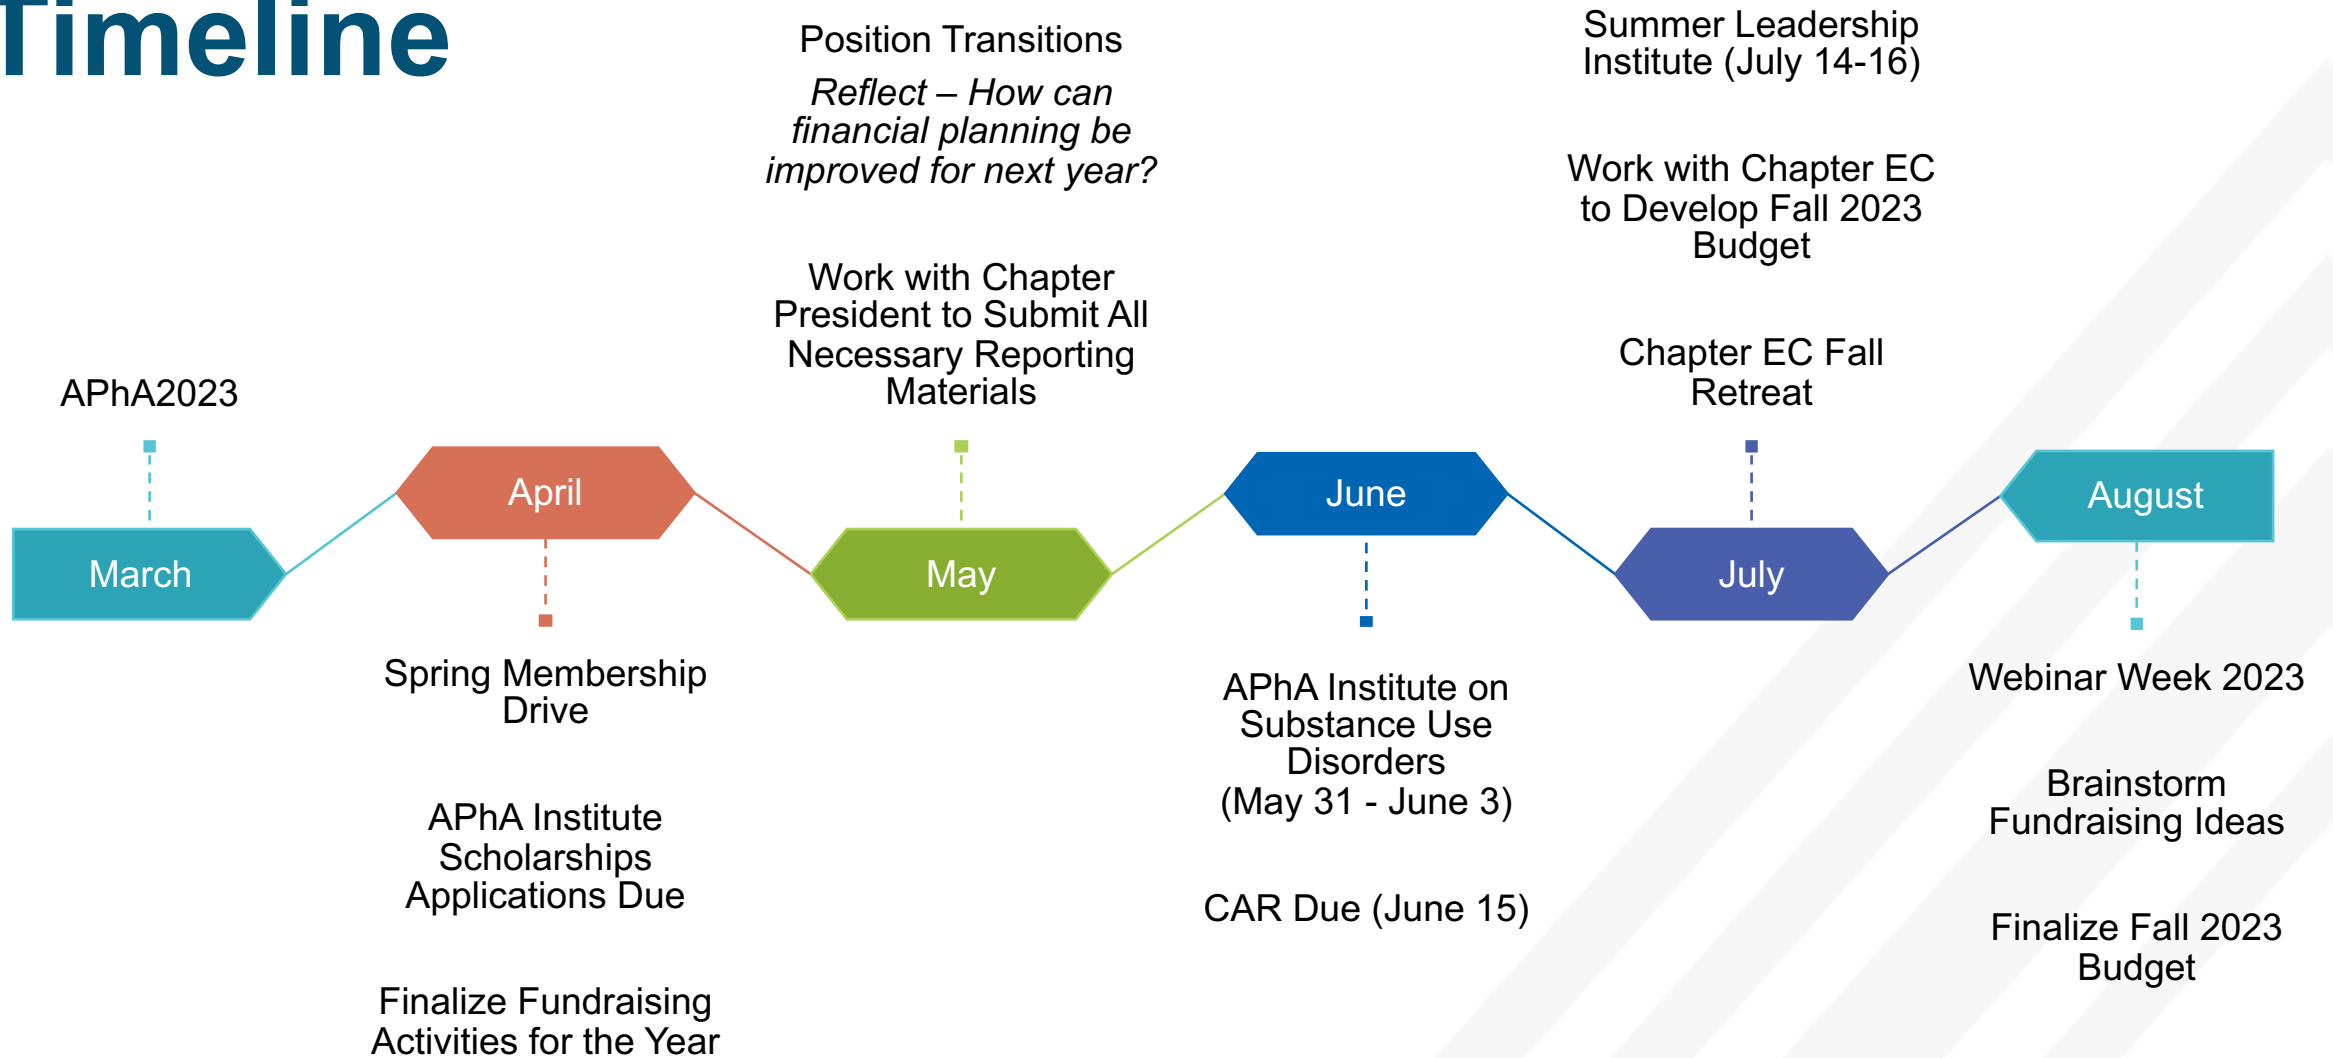 Timeline
APhA2023
March
April
Spring Membership
Drive
APhA Institute
Scholarships
Applications Due
Finalize Fundraising
Activities for the Year
Position Transitions
Reflect – How can
financial planning be
improved for next year?
Work with Chapter
President to Submit All
Necessary Reporting
Materials
May
June
APhA Institute on
Substance Use
Disorders
(May 31 - June 3)
CAR Due (June 15)
Summer Leadership
Institute (July 14-16)
Work with Chapter EC
to Develop Fall 2023
Budget
Chapter EC Fall
Retreat
July
August
Webinar Week 2023
Brainstorm
Fundraising Ideas
Finalize Fall 2023
Budget